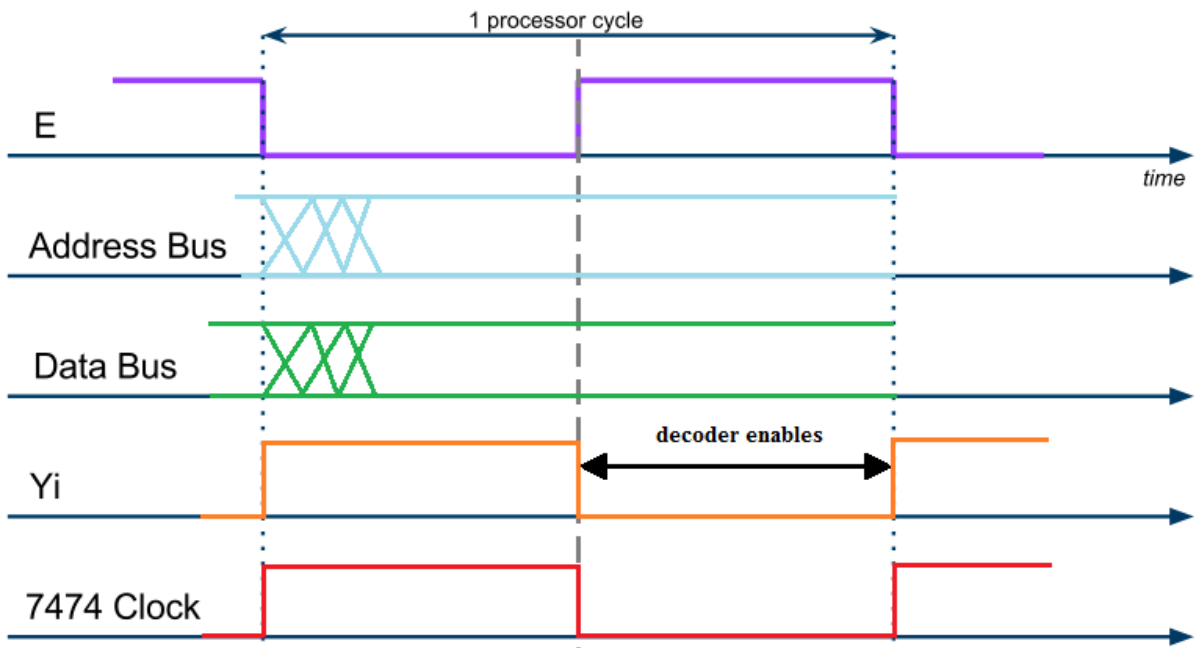 1 processor cycle
E
time
Address Bus
Data Bus
decoder enables
Yi
7474 Clock